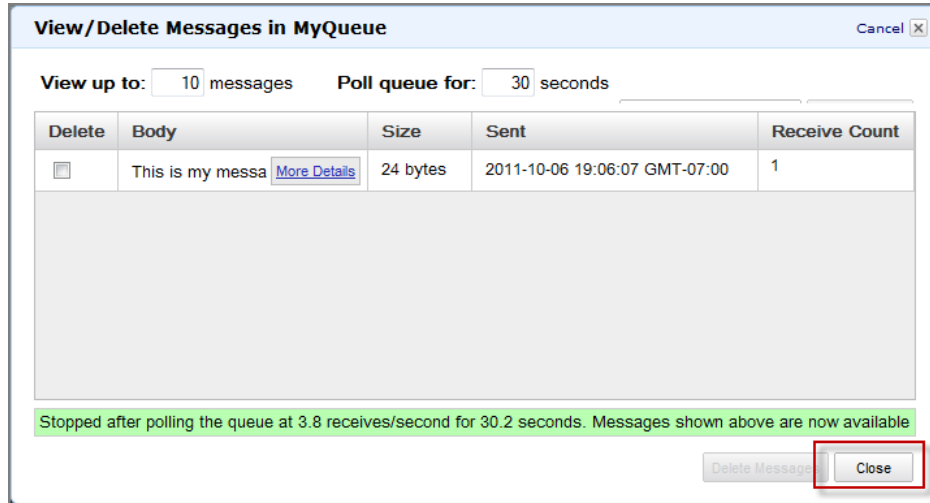 View/Delete Messages in MyQueue Cancel
View up to: 10 messages Poll queue for: 30 seconds
Delete Body Size Sent Receive Count
This is my messa More Details 24 bytes 2011-10-06 19:06:07 GMT-07:00 1
Stopped after polling the queue at 3.8 receives/second for 30.2 seconds. Messages shown above are now available
Delete Messages Close